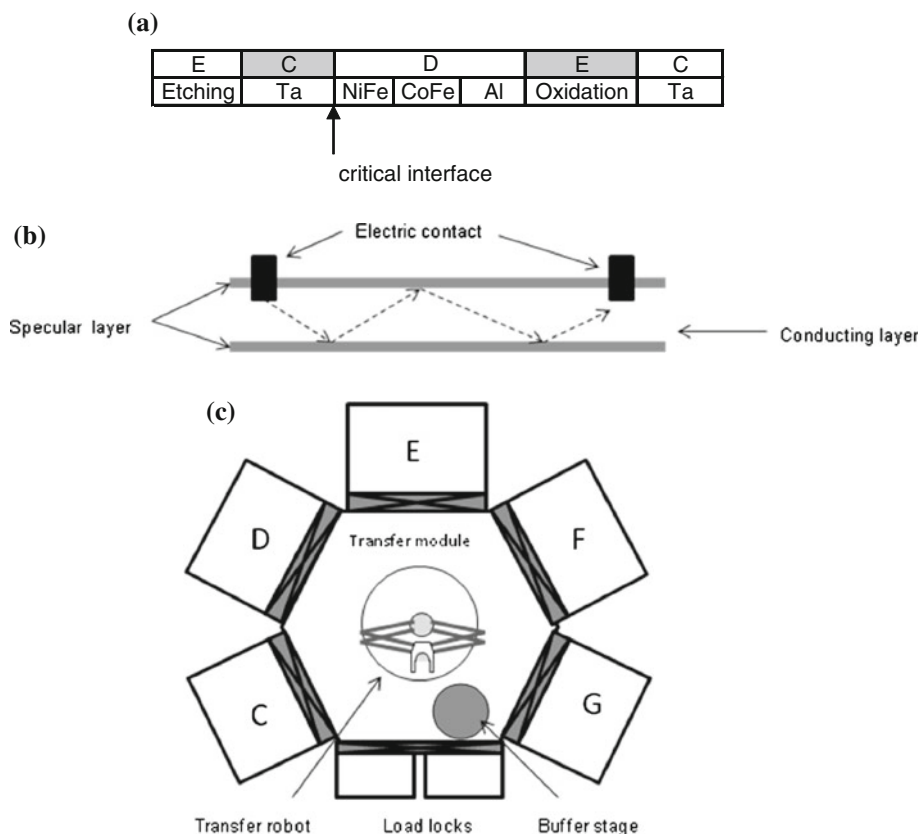 (a)
E C D E C
Etching Ta NiFe CoFe Al Oxidation Ta
critical interface
(b)
Electric contact
Specular layer
Conducting layer
(c)
E
D
F
Transfer module
C
G
Transfer robot
Load locks
Buffer stage